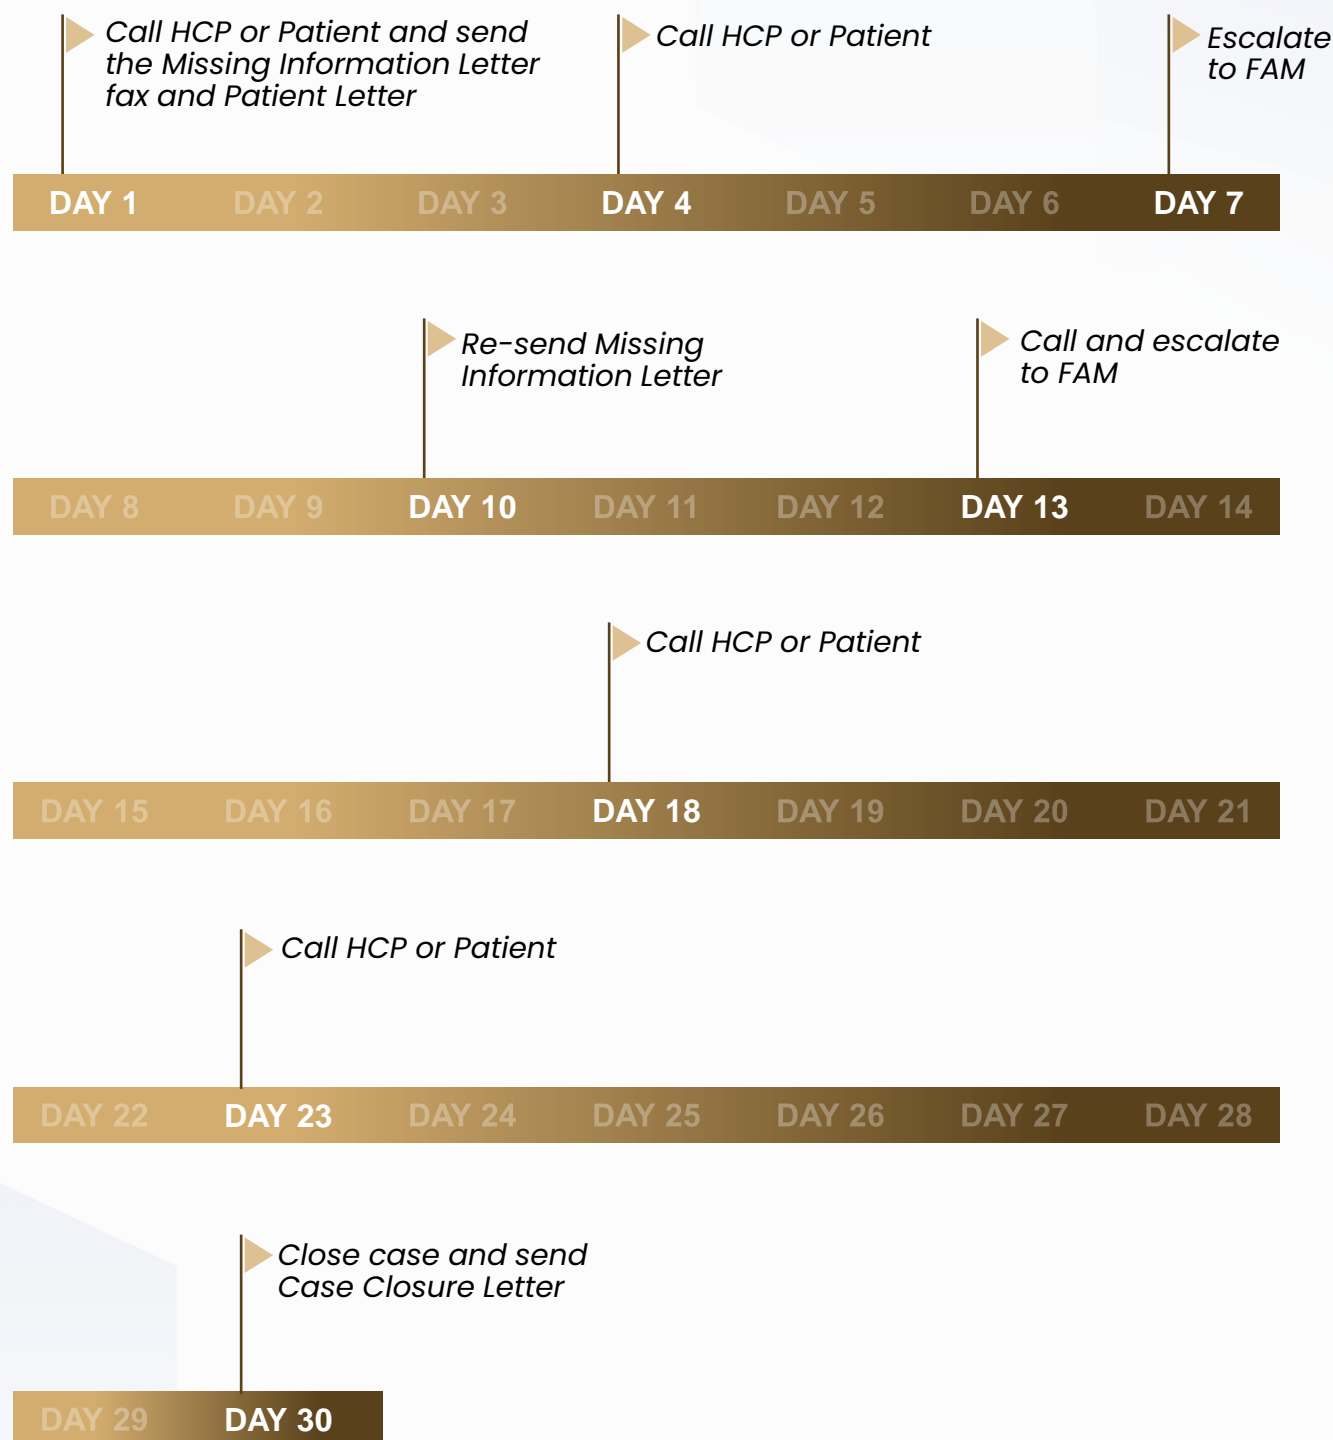 Call HCP or Patient and send
the Missing Information Letter
fax and Patient Letter
Call HCP or Patient
Escalate
to FAM
DAY 1 DAY 2 DAY 3 DAY 4 DAY 5 DAY 6 DAY 7
Re-send Missing
Information Letter
Call and escalate
to FAM
DAY 8 DAY 9 DAY 10 DAY 11 DAY 12 DAY 13 DAY 14
Call HCP or Patient
DAY 15 DAY 16 DAY 17 DAY 18 DAY 19 DAY 20 DAY 21
Call HCP or Patient
DAY 22 DAY 23 DAY 24 DAY 25 DAY 26 DAY 27 DAY 28
Close case and send
Case Closure Letter
DAY 29 DAY 30